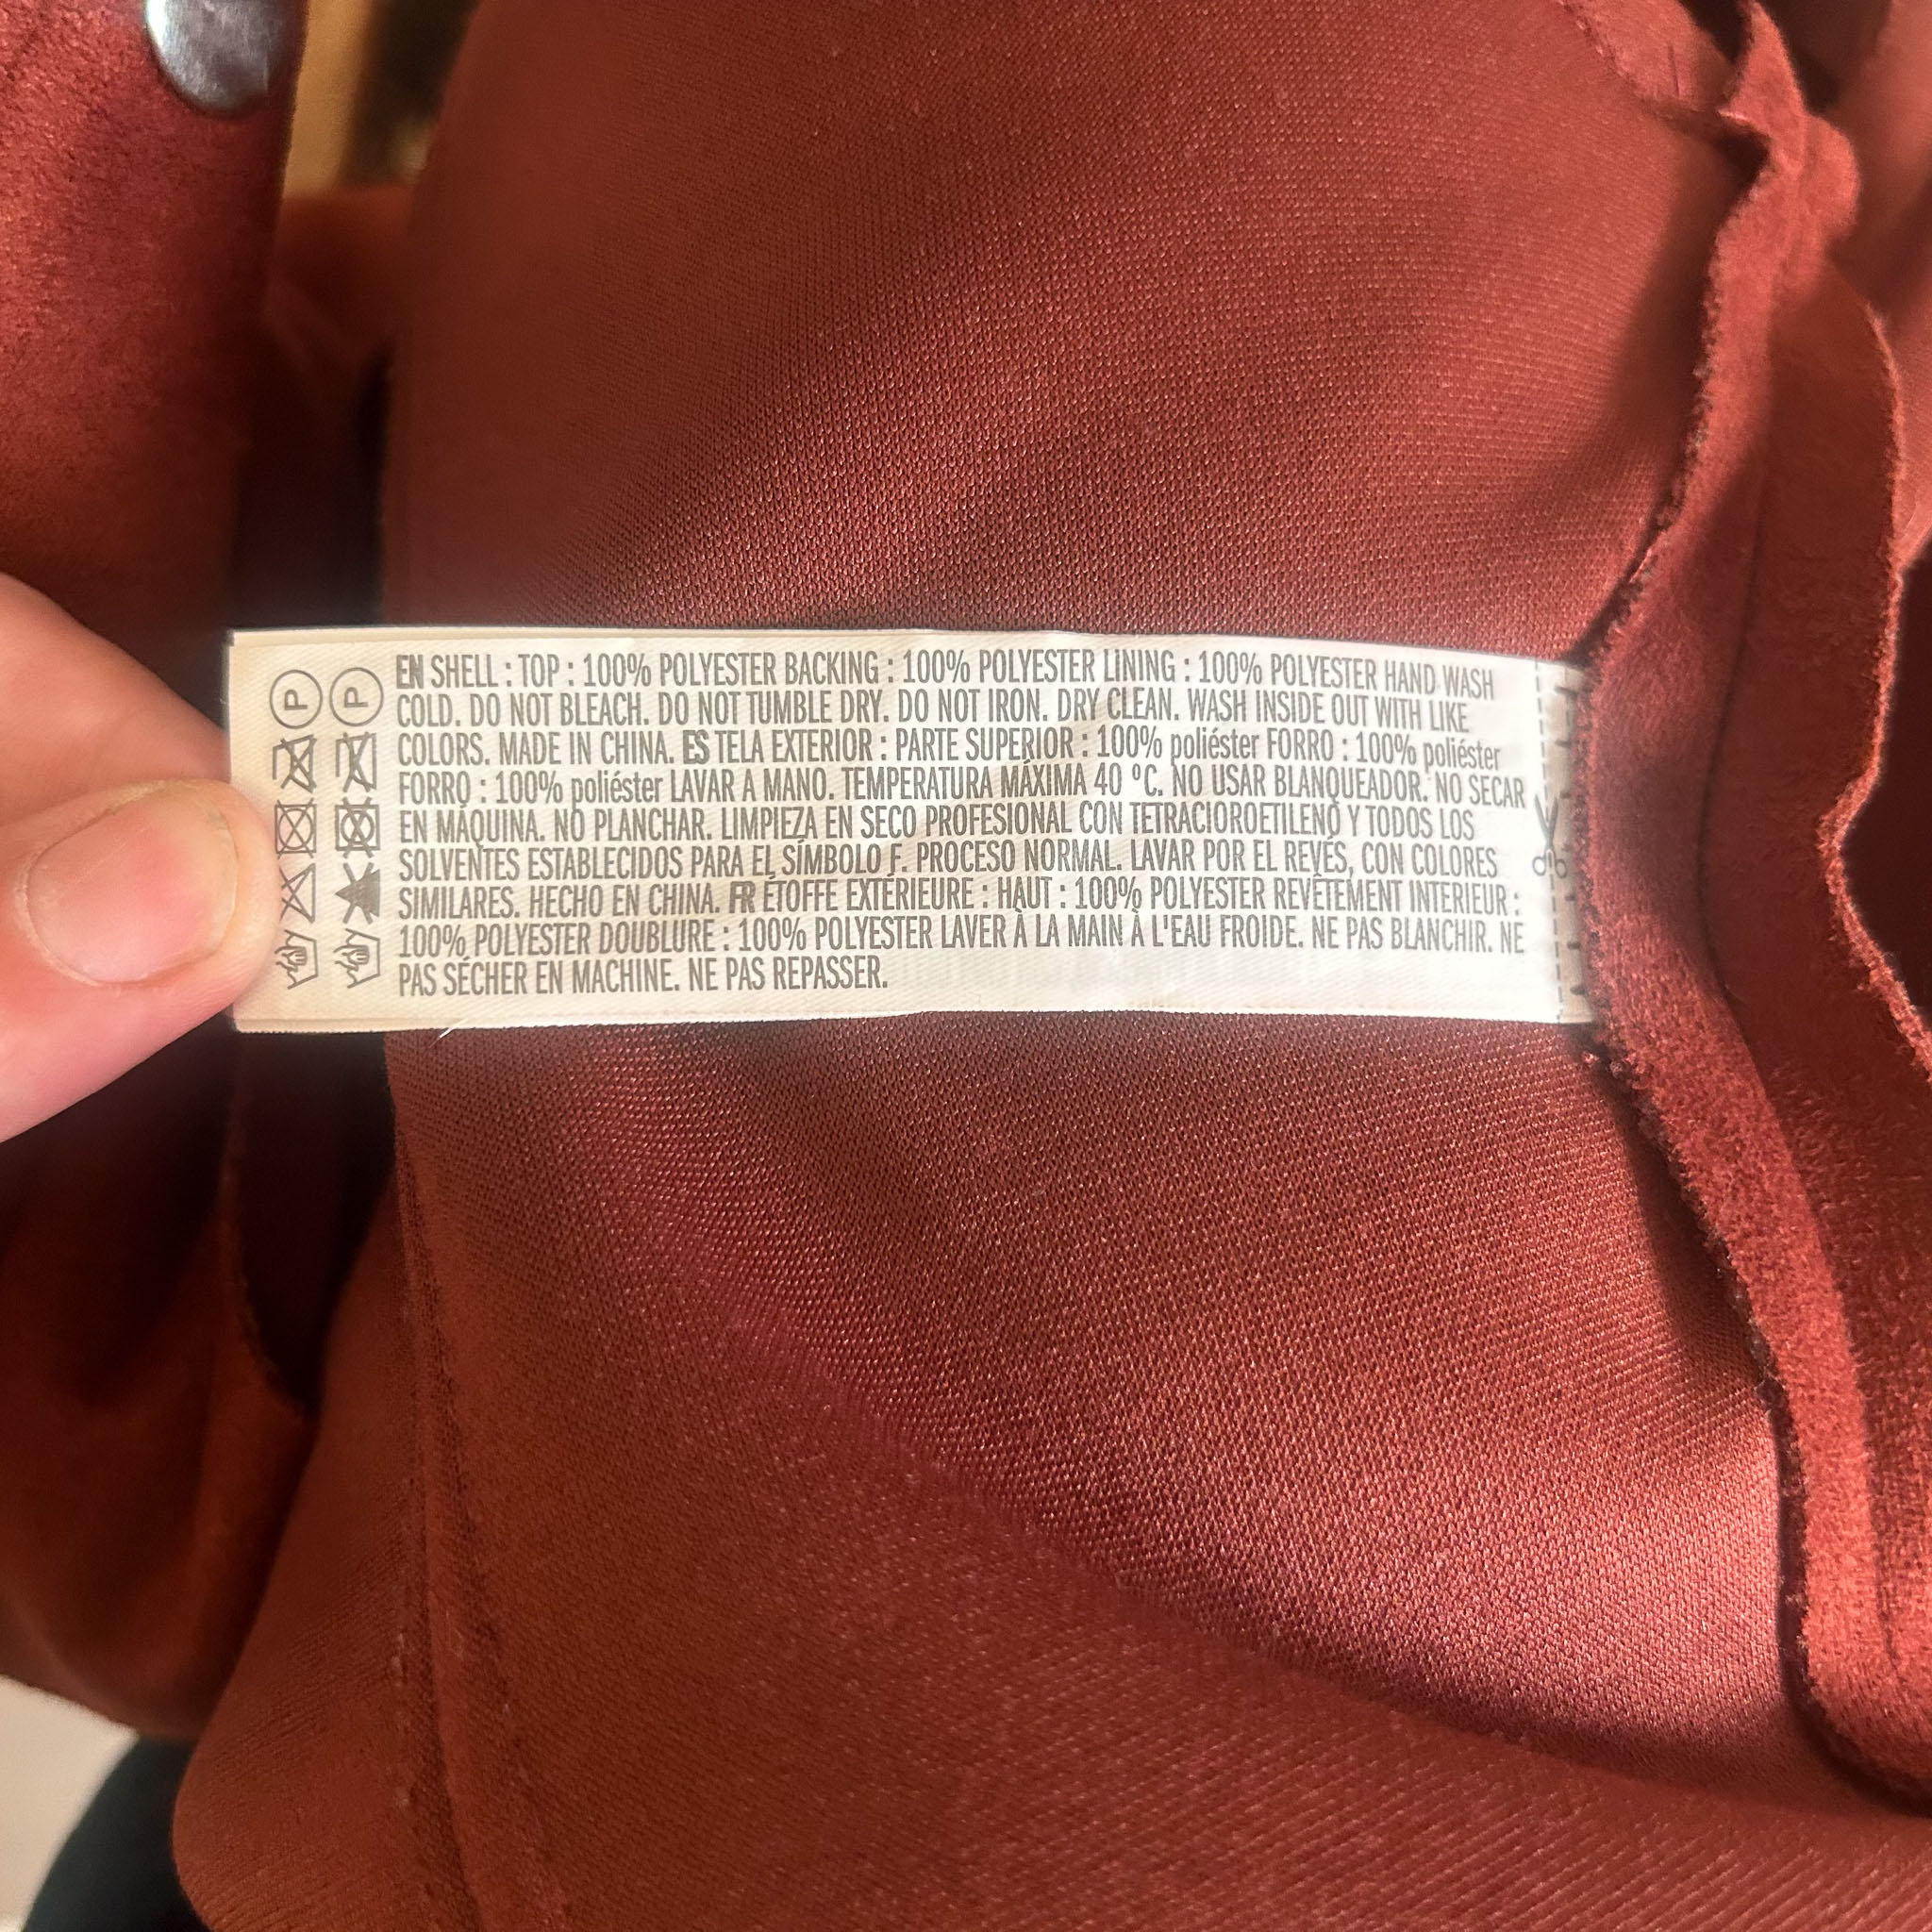 EN SHELL : TOP : 100% POLYESTER BACKING : 100% POLYESTER LINING : 100% POLYESTER HAND WASH
COLD. DO NOT BLEACH. DO NOT TUMBLE DRY. DO NOT IRON. DRY CLEAN. WASH INSIDE OUT WITH LIKE
COLORS. MADE IN CHINA. ES TELA EXTERIOR : PARTE SUPERIOR : 100% poliéster FORRO : 100% poliéster
FORRO : 100% poliéster LAVAR A MANO. TEMPERATURA MÁXIMA 40 ºC. NO USAR BLANQUEADOR. NO SECAR
EN MÁQUINA. NO PLANCHAR. LIMPIEZA EN SECO PROFESIONAL CON TETRACIOROETILENO Y TODOS LOS
SOLVENTES ESTABLECIDOS PARA EL SÍMBOLO F. PROCESO NORMAL. LAVAR POR EL REVÉS, CON COLORES
SIMILARES. HECHO EN CHINA. FR ÉTOFFE EXTÉRIEURE : HAUT : 100% POLYESTER REVÊTEMENT INTERIEUR :
100% POLYESTER DOUBLURE : 100% POLYESTER LAVER À LA MAIN À L'EAU FROIDE. NE PAS BLANCHIR. NE
PAS SÉCHER EN MACHINE. NE PAS REPASSER.
P
P